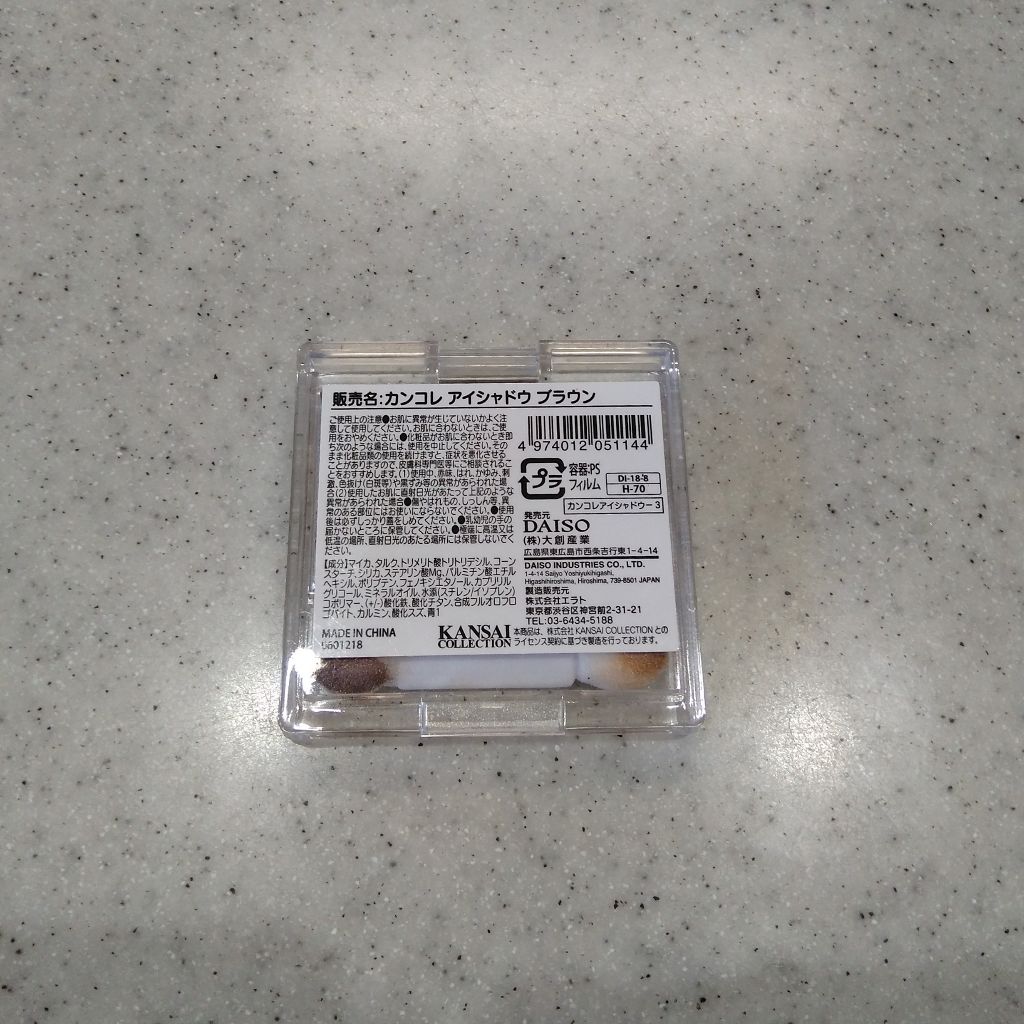 販売名:カンコレ アイシャドウ ブラウン
ご使用上の注意●お肌に異常が生じていないかよく注
意して使用してください。お肌に合わないときは、ご使
用をおやめください。●化粧品がお肌に合わないとき即
ち次のような場合には、使用を中止してください。その
まま化粧品類の使用を続けますと、症状を悪化させる
ことがありますので、皮膚科専門医等にご相談されるこ
とをおすすめします。(1)使用中、赤味、はれ、かゆみ、刺
激、色抜け(白斑等)や黒ずみ等の異常があらわれた場
合(2)使用したお肌に直射日光があたって上記のような
異常があらわれた場合●傷やはれもの、しっしん等、異
常のある部位にはお使いにならないでください。●使用
後は必ずしっかり蓋をしめてください。●乳幼児の手の
届かないところに保管してください。●極端に高温又は
低温の場所、直射日光のあたる場所には保管しないでく
ださい。
[成分]マイカ、タルク、トリメリト酸トリトリデシル、コーン
スターチ、シリカ、ステアリン酸Mg、パルミチン酸エチル
ヘキシル、ポリブテン、フェノキシエタノール、カプリリル
グリコール、ミネラルオイル、水添(スチレン/イソプレン)
コポリマー、(+/-)酸化鉄、酸化チタン、合成フルオロフロ
ゴパイト、カルミン、酸化スズ、青1
MADE IN CHINA
5601218
KANSAI
COLLECTION
4 974012 051144
プラ
容器:PS
フィルム
DI-18-8
H-70
カンコレアイシャドウー3
発売元
DAISO
(株)大創産業
広島県東広島市西条吉行東1-4-14
DAISO INDUSTRIES CO., LTD.
1-4-14 Saijyo Yoshiyukihigashi,
Higashihiroshima, Hiroshima, 739-8501 JAPAN
製造販売元
株式会社エラト
東京都渋谷区神宮前2-31-21
TEL:03-6434-5188
本商品は、株式会社 KANSAI COLLECTION との
ライセンス契約に基づき製造を行っております。